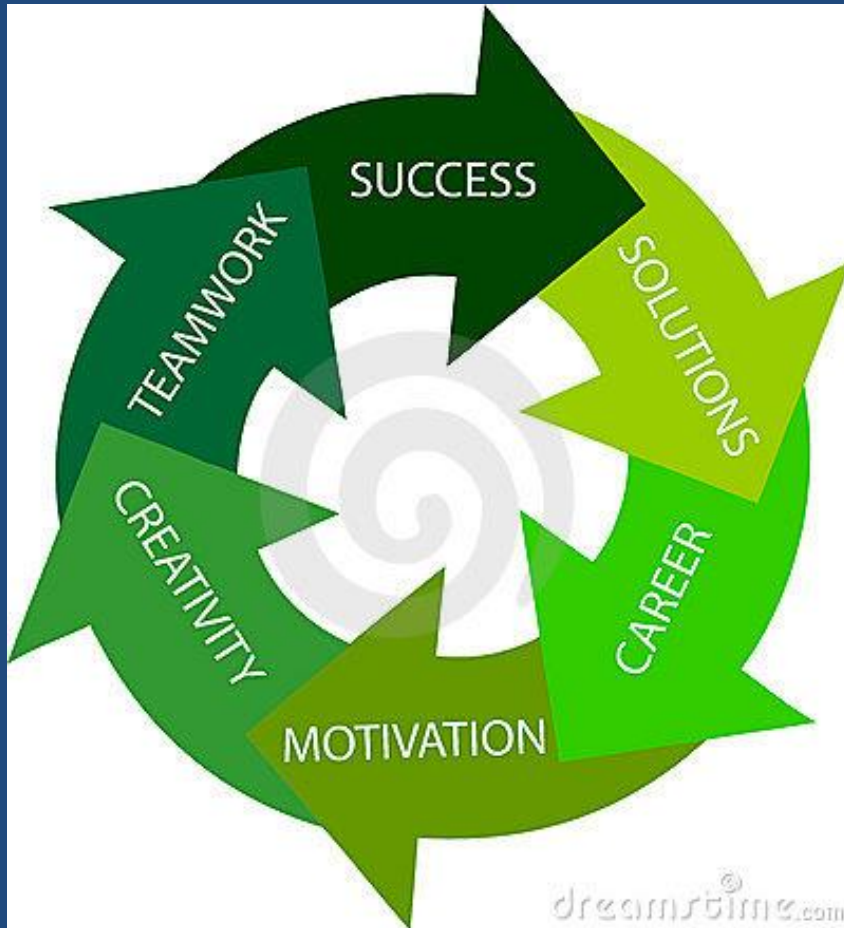 SUCCESS
SOLUTIONS
CAREER
MOTIVATION
CREATIVITY
TEAMWORK
dreamstime.com